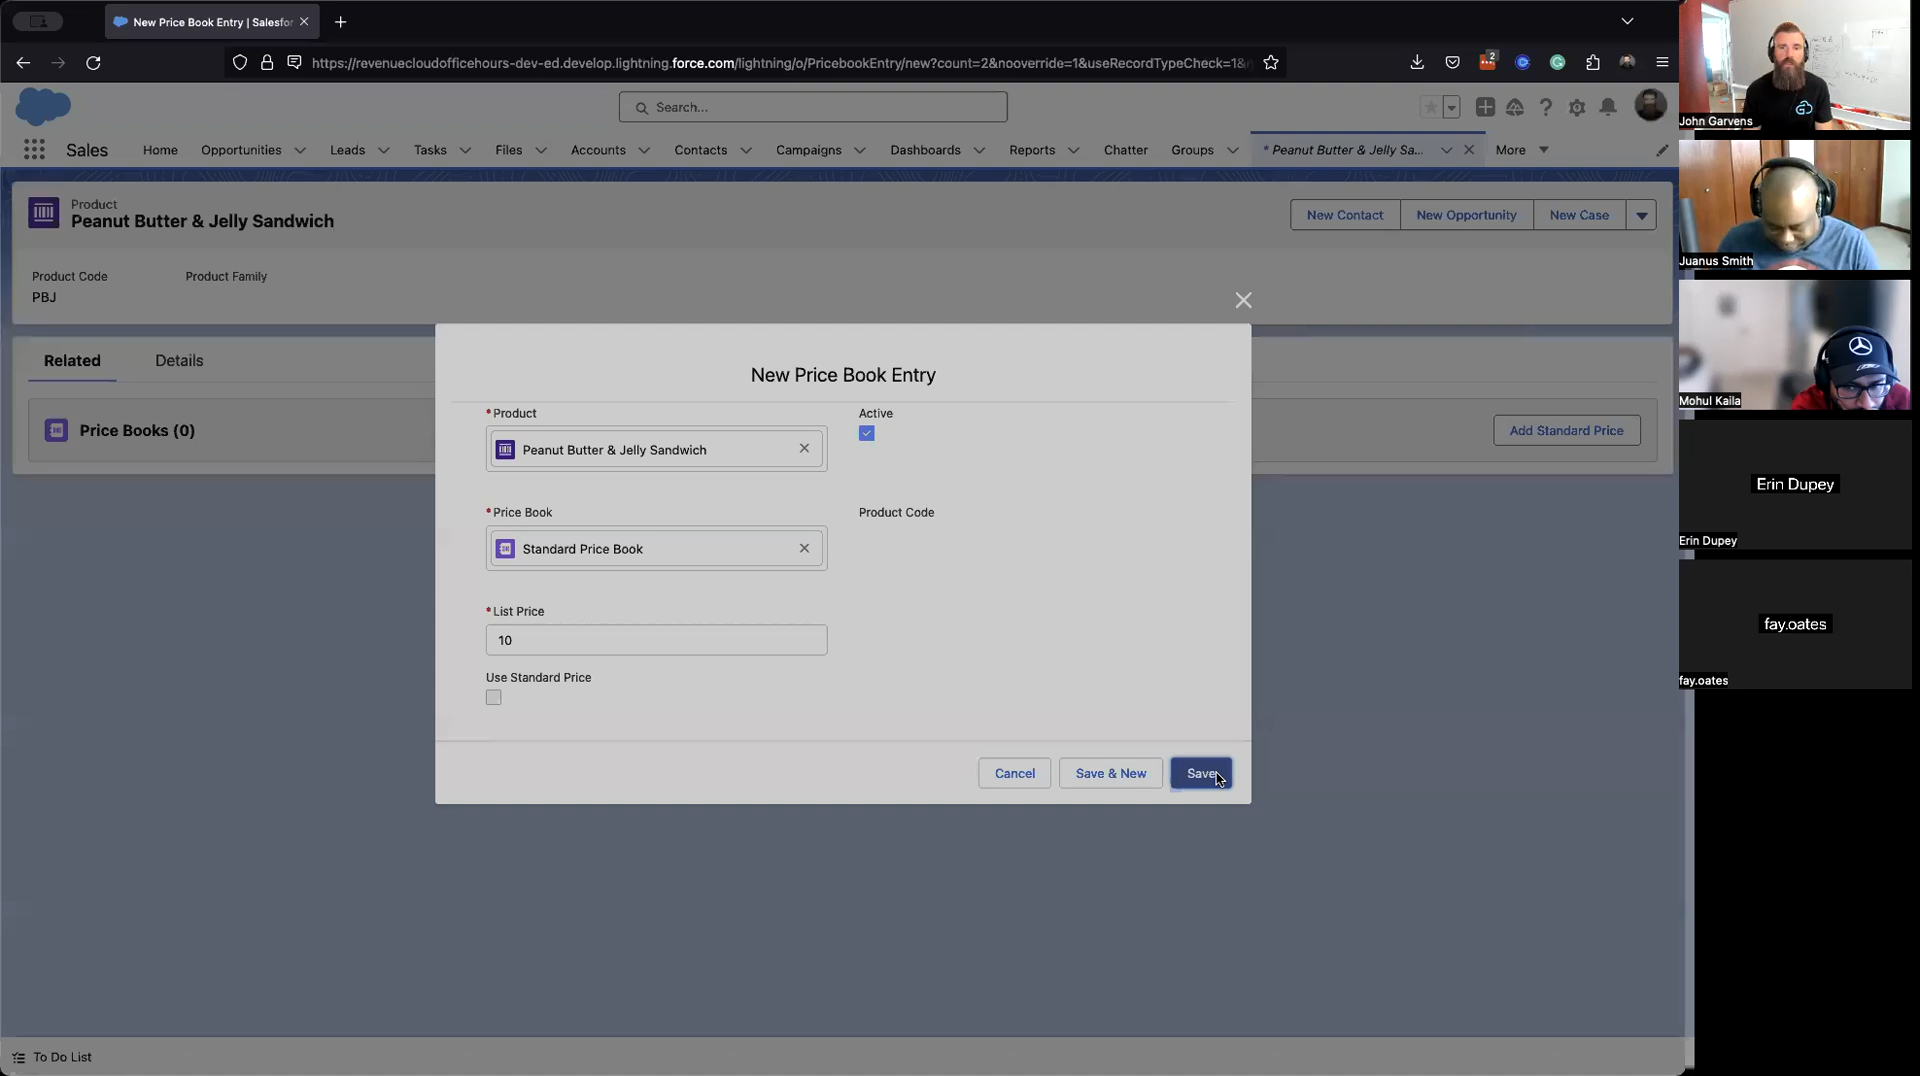 New Price Book Entry | Salesfor
https://revenuecloudofficehours-dev-ed.develop.lightning.force.com/lightning/o/PricebookEntry/new?count=2&nooverride=1&useRecordTypeCheck=1&
2
Search...
Sales
Home
Opportunities
Leads
Tasks
Files
Accounts
Contacts
Campaigns
Dashboards
Reports
Chatter
Groups
* Peanut Butter & Jelly Sa...
More
Product
Peanut Butter & Jelly Sandwich
New Contact
New Opportunity
New Case
Product Code
Product Family
PBJ
Related
Details
Price Books (0)
Add Standard Price
New Price Book Entry
*Product
Peanut Butter & Jelly Sandwich
Active
*Price Book
Standard Price Book
Product Code
*List Price
10
Use Standard Price
Cancel
Save & New
Save
To Do List
John Garvens
Juanus Smith
Mohul Kaila
Erin Dupey
Erin Dupey
fay.oates
fay.oates